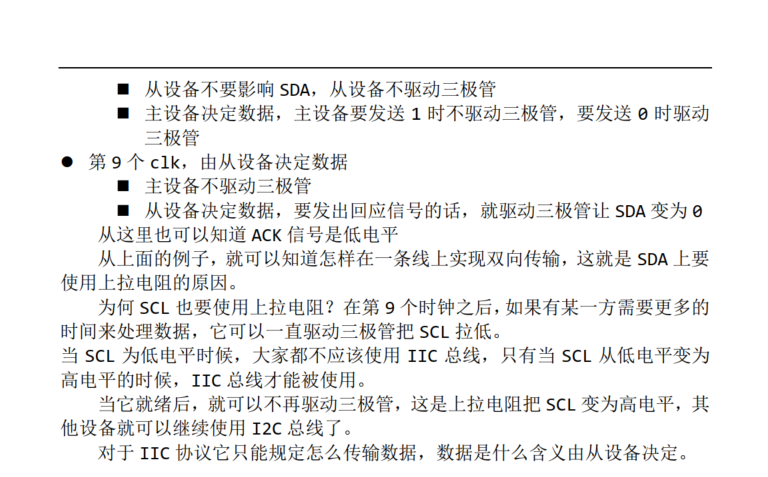 ■ 从设备不要影响 SDA，从设备不驱动三极管
■ 主设备决定数据，主设备要发送 1 时不驱动三极管，要发送 0 时驱动
三极管
● 第 9 个 clk，由从设备决定数据
■ 主设备不驱动三极管
■ 从设备决定数据，要发出回应信号的话，就驱动三极管让 SDA 变为 0
从这里也可以知道 ACK 信号是低电平
从上面的例子，就可以知道怎样在一条线上实现双向传输，这就是 SDA 上要
使用上拉电阻的原因。
为何 SCL 也要使用上拉电阻？在第 9 个时钟之后，如果有某一方需要更多的
时间来处理数据，它可以一直驱动三极管把 SCL 拉低。
当 SCL 为低电平时候，大家都不应该使用 IIC 总线，只有当 SCL 从低电平变为
高电平的时候，IIC 总线才能被使用。
当它就绪后，就可以不再驱动三极管，这是上拉电阻把 SCL 变为高电平，其
他设备就可以继续使用 I2C 总线了。
对于 IIC 协议它只能规定怎么传输数据，数据是什么含义由从设备决定。